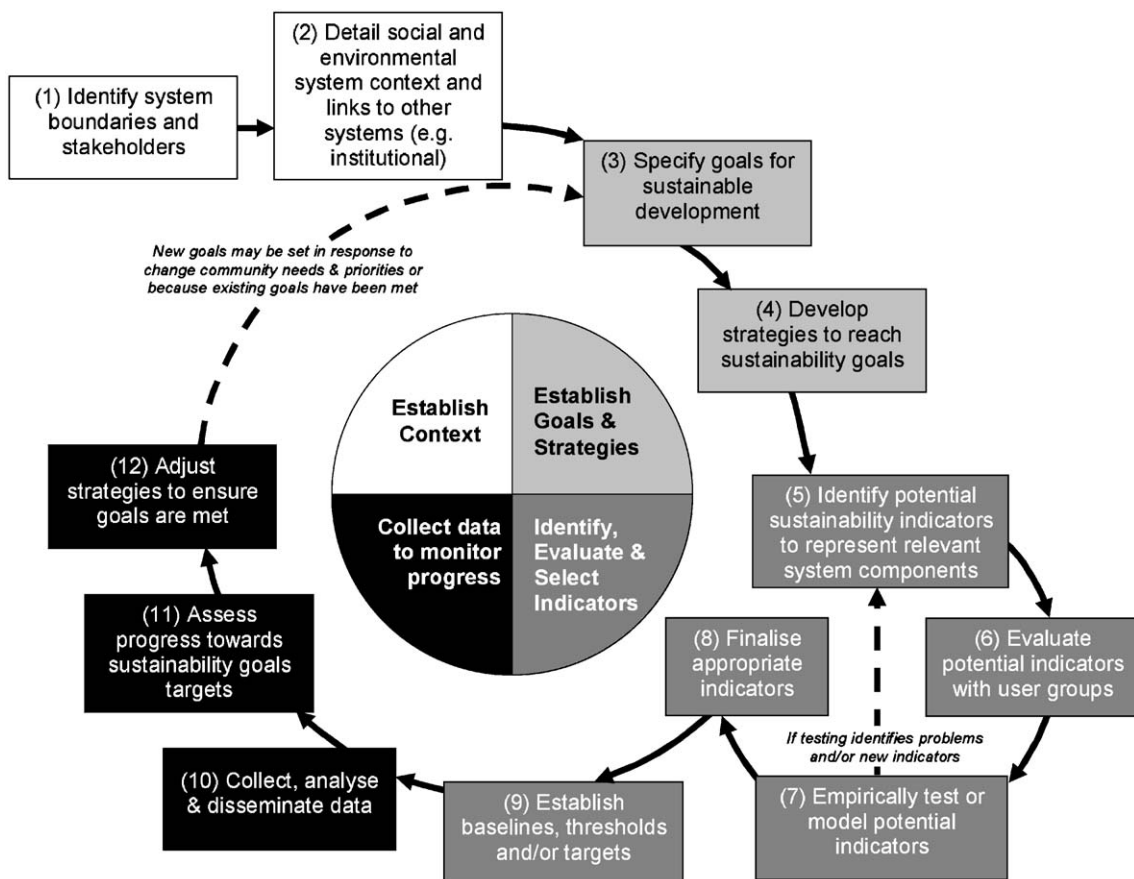 (1) Identify system
boundaries and
stakeholders
(2) Detail social and
environmental
system context and
links to other
systems (e.g.
institutional)
(3) Specify goals for
sustainable
development
New goals may be set in response to
change community needs & priorities or
because existing goals have been met
(4) Develop
strategies to reach
sustainability goals
Establish
Context
Establish
Goals &
Strategies
Collect data
to monitor
progress
Identify,
Evaluate &
Select
Indicators
(5) Identify potential
sustainability indicators
to represent relevant
system components
(6) Evaluate
potential indicators
with user groups
If testing identifies problems
and/or new indicators
(7) Empirically test or
model potential
indicators
(8) Finalise
appropriate
indicators
(9) Establish
baselines, thresholds
and/or targets
(10) Collect, analyse
& disseminate data
(11) Assess
progress towards
sustainability goals
targets
(12) Adjust
strategies to ensure
goals are met